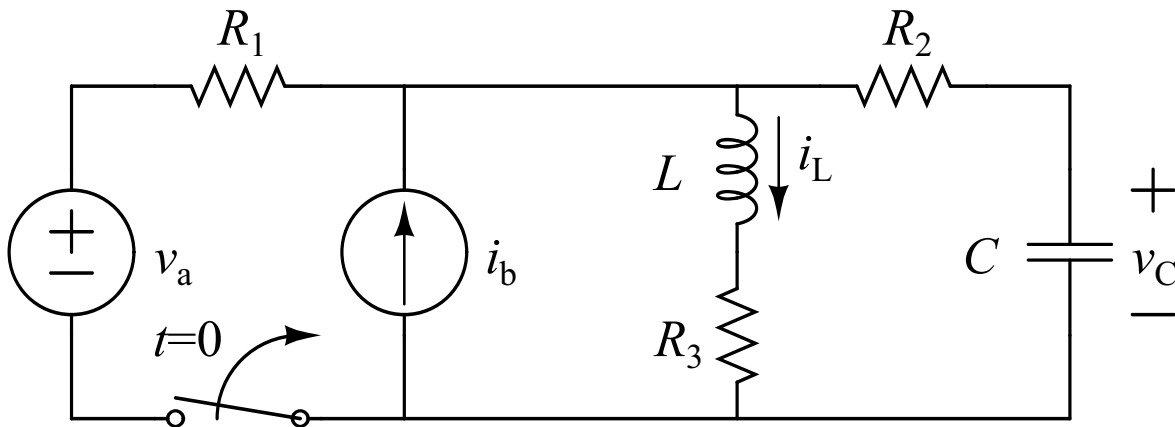 R1
R2
L
iL
+
+
−
va
ib
C
vC
−
t=0
R3